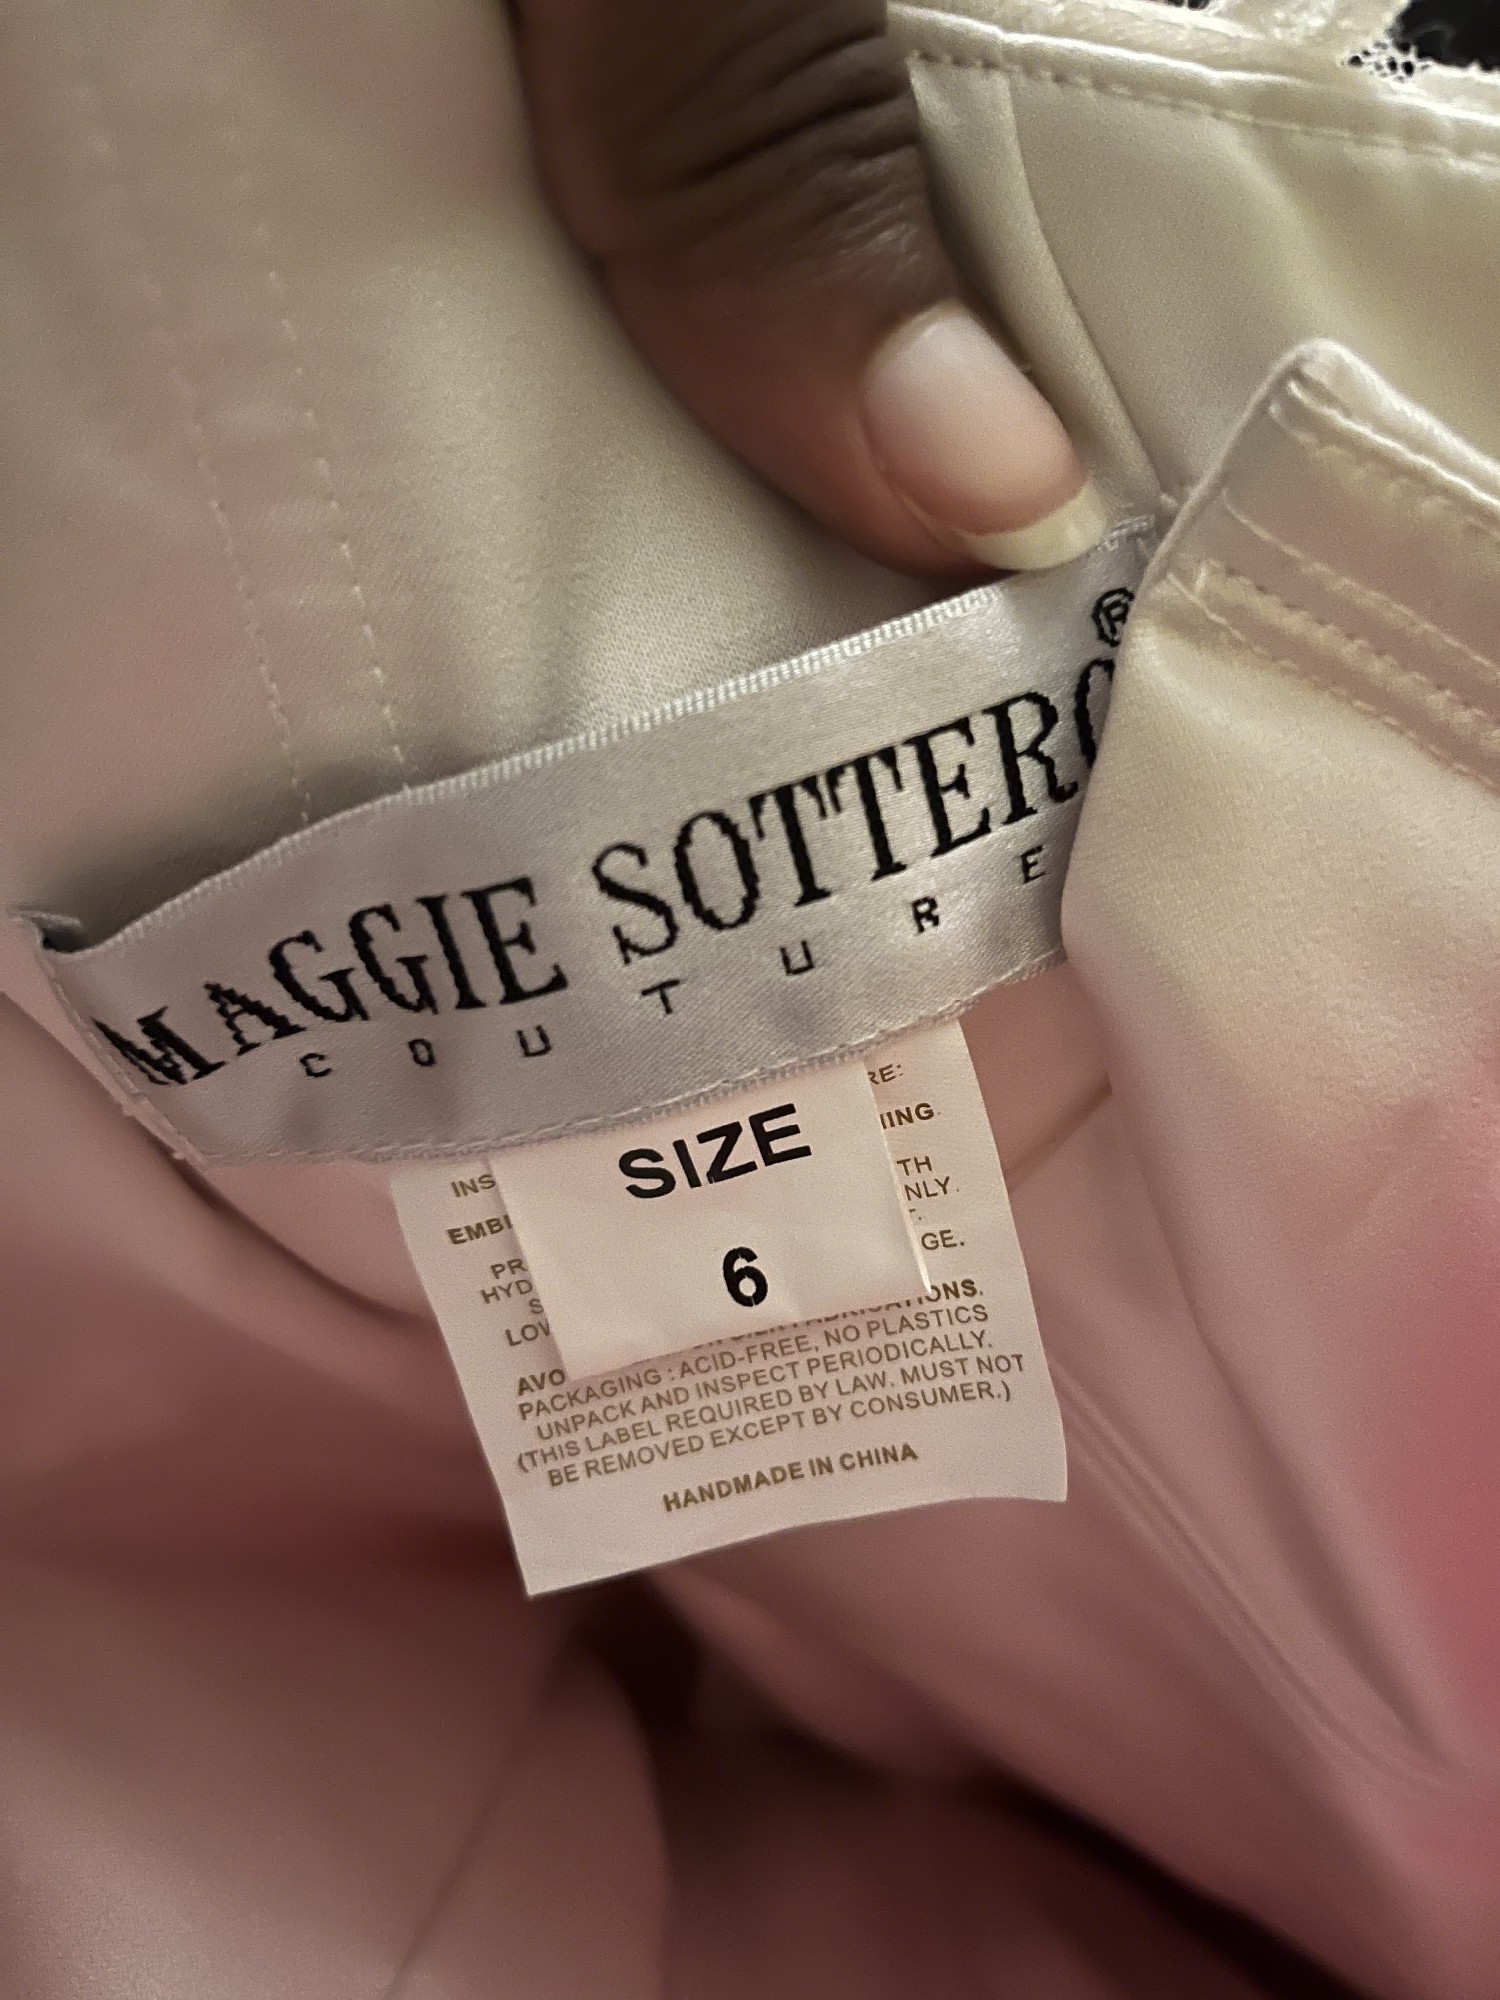 MAGGIE SOTTERO®
COUTURE
SIZE
6
PACKAGING : ACID-FREE, NO PLASTICS
UNPACK AND INSPECT PERIODICALLY.
(THIS LABEL REQUIRED BY LAW. MUST NOT
BE REMOVED EXCEPT BY CONSUMER.)
HANDMADE IN CHINA